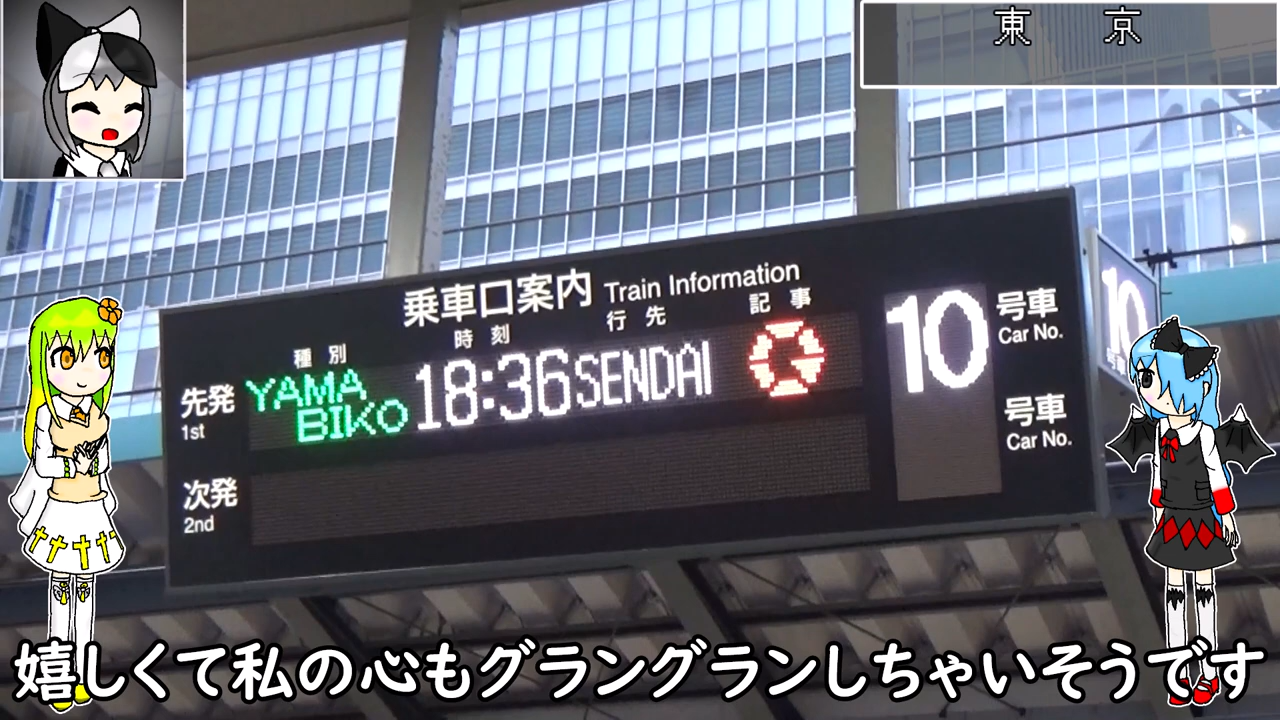 東京
乗車口案内 Train Information
種別 時刻 行先 記事
先発 YAMA BIKO 18:36 SENDAI G 10 号車
1st Car No.
次発 号車
2nd Car No.
10
号車
嬉しくて私の心もグラングランしちゃいそうです